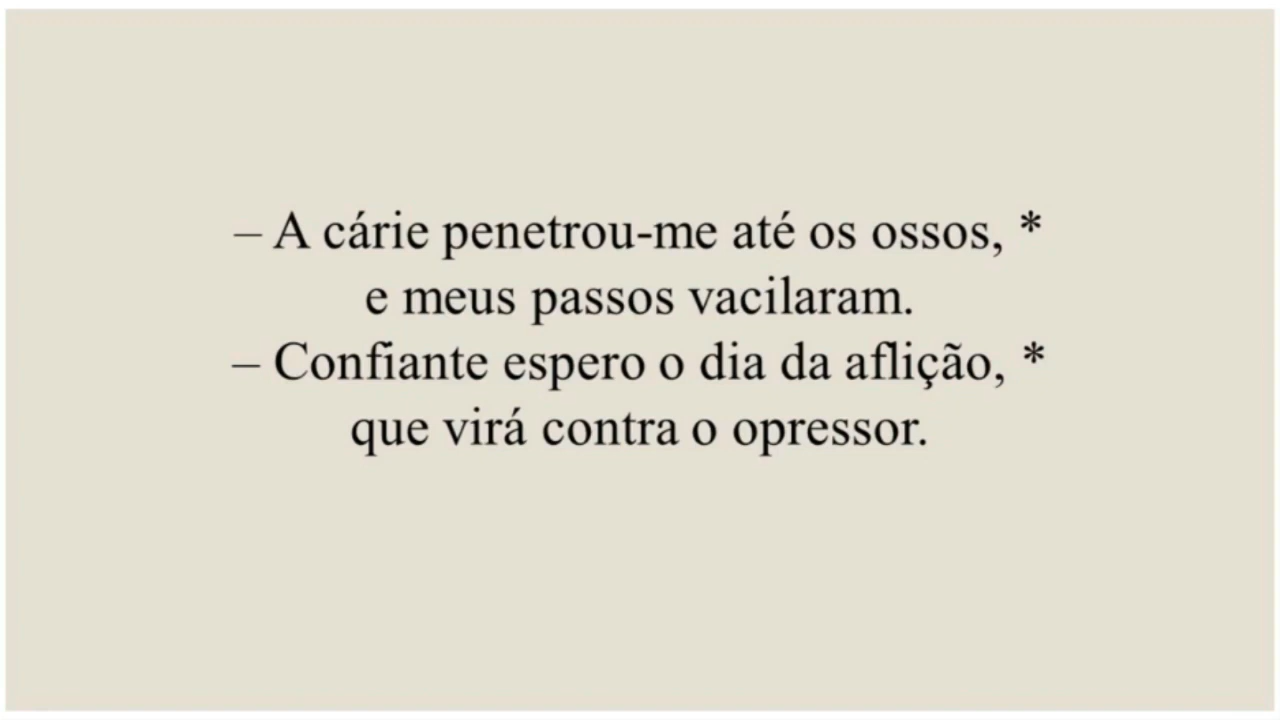 – A cárie penetrou-me até os ossos, *
e meus passos vacilaram.
– Confiante espero o dia da aflição, *
que virá contra o opressor.